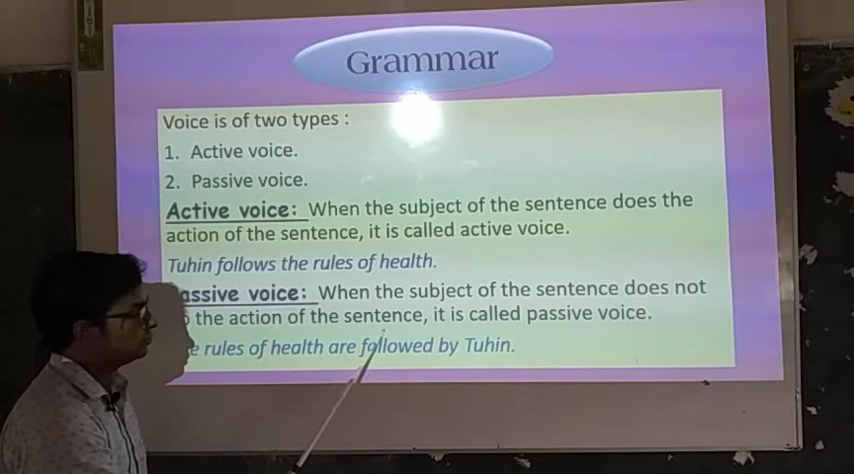 Grammar
Voice is of two types :
1. Active voice.
2. Passive voice.
Active voice: When the subject of the sentence does the
action of the sentence, it is called active voice.
Tuhin follows the rules of health.
assive voice: When the subject of the sentence does not
the action of the sentence, it is called passive voice.
e rules of health are followed by Tuhin.